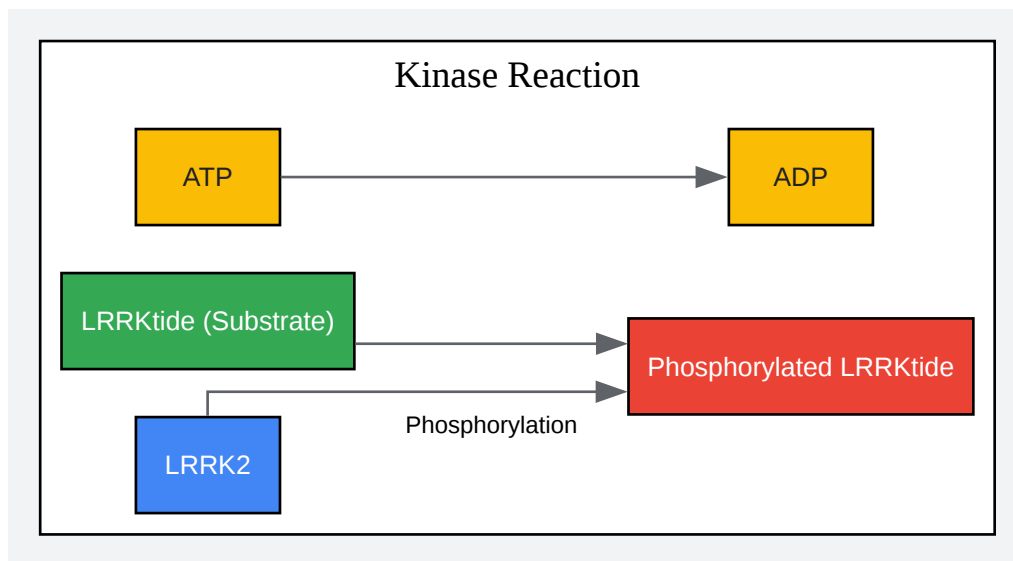 Kinase Reaction
ATP
ADP
LRRKtide (Substrate)
Phosphorylated LRRKtide
Phosphorylation
LRRK2